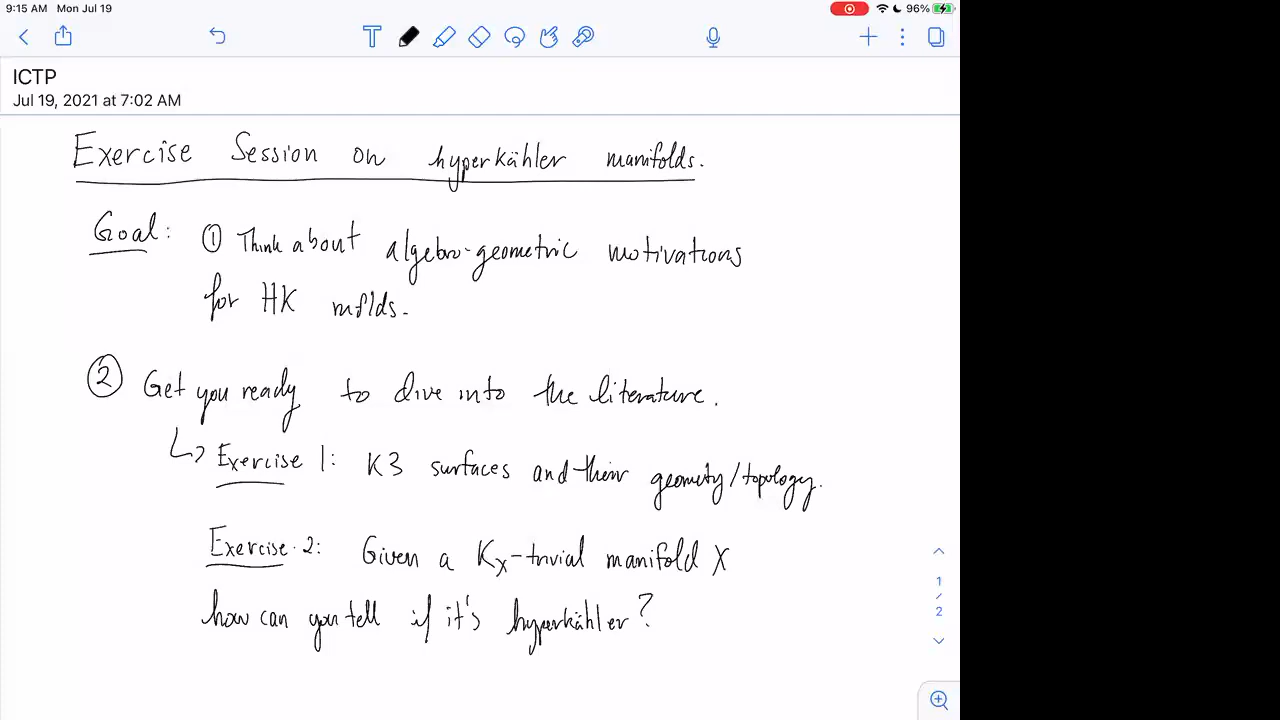 9:15 AM Mon Jul 19
96%
ICTP
Jul 19, 2021 at 7:02 AM
Exercise Session on hyperkähler manifolds.
Goal: ① Think about algebro-geometric motivations
for HK mflds.
② Get you ready to dive into the literature.
↳ Exercise 1: K3 surfaces and their geometry/topology.
Exercise 2: Given a Kx-trivial manifold X
how can you tell if it's hyperkähler?
1
/
2